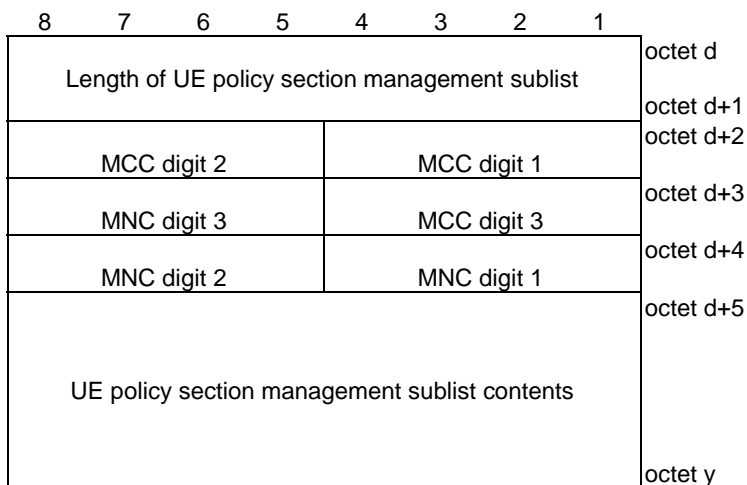 8 7 6 5 4 3 2 1
octet d
Length of UE policy section management sublist
octet d+1
octet d+2
MCC digit 2 MCC digit 1
octet d+3
MNC digit 3 MCC digit 3
octet d+4
MNC digit 2 MNC digit 1
octet d+5
UE policy section management sublist contents
octet y